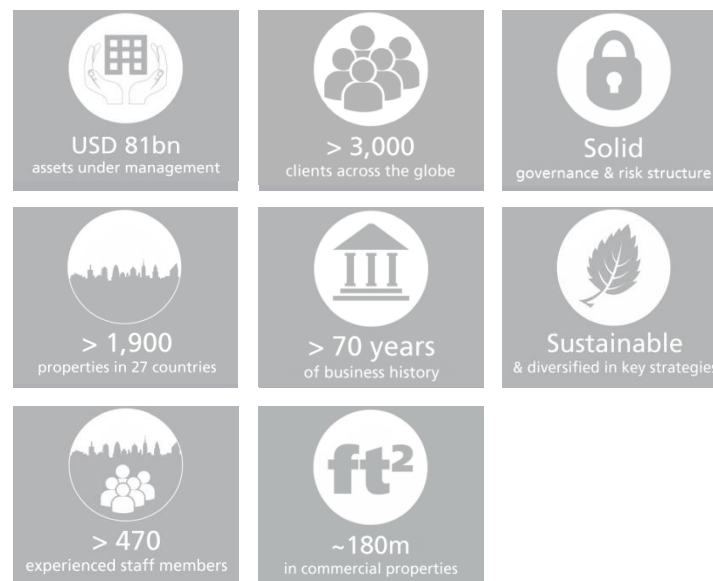 USD 81bn
assets under management
> 3,000
clients across the globe
Solid
governance & risk structure
> 1,900
properties in 27 countries
> 70 years
of business history
Sustainable
& diversified in key strategies
> 470
experienced staff members
ft²
~180m
in commercial properties